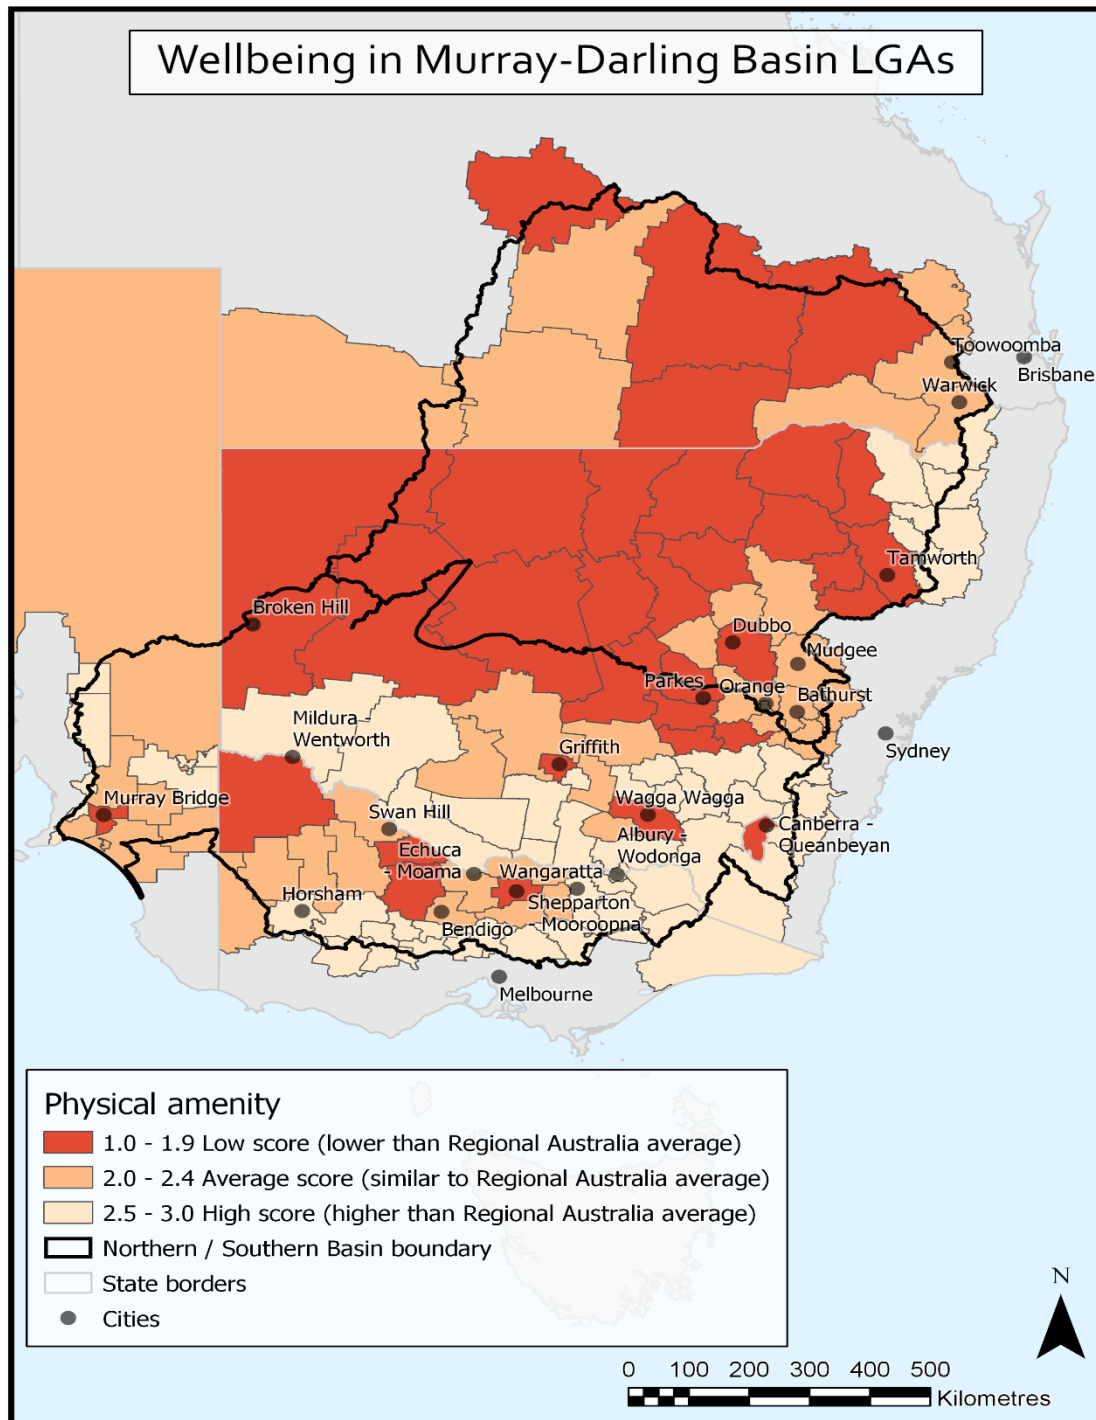 Wellbeing in Murray-Darling Basin LGAs
Toowoomba
Brisbane
Warwick
Tamworth
Broken Hill
Dubbo
Mudgee
Parkes
Orange
Bathurst
Mildura -
Wentworth
Sydney
Griffith
Murray Bridge
Swan Hill
Wagga Wagga
Canberra -
Queanbeyan
Albury -
Wodonga
Echuca
- Moama
Wangaratta
Horsham
Shepparton
- Mooroopna
Bendigo
Melbourne
Physical amenity
1.0 - 1.9 Low score (lower than Regional Australia average)
2.0 - 2.4 Average score (similar to Regional Australia average)
2.5 - 3.0 High score (higher than Regional Australia average)
Northern / Southern Basin boundary
State borders
Cities
N
0 100 200 300 400 500
Kilometres